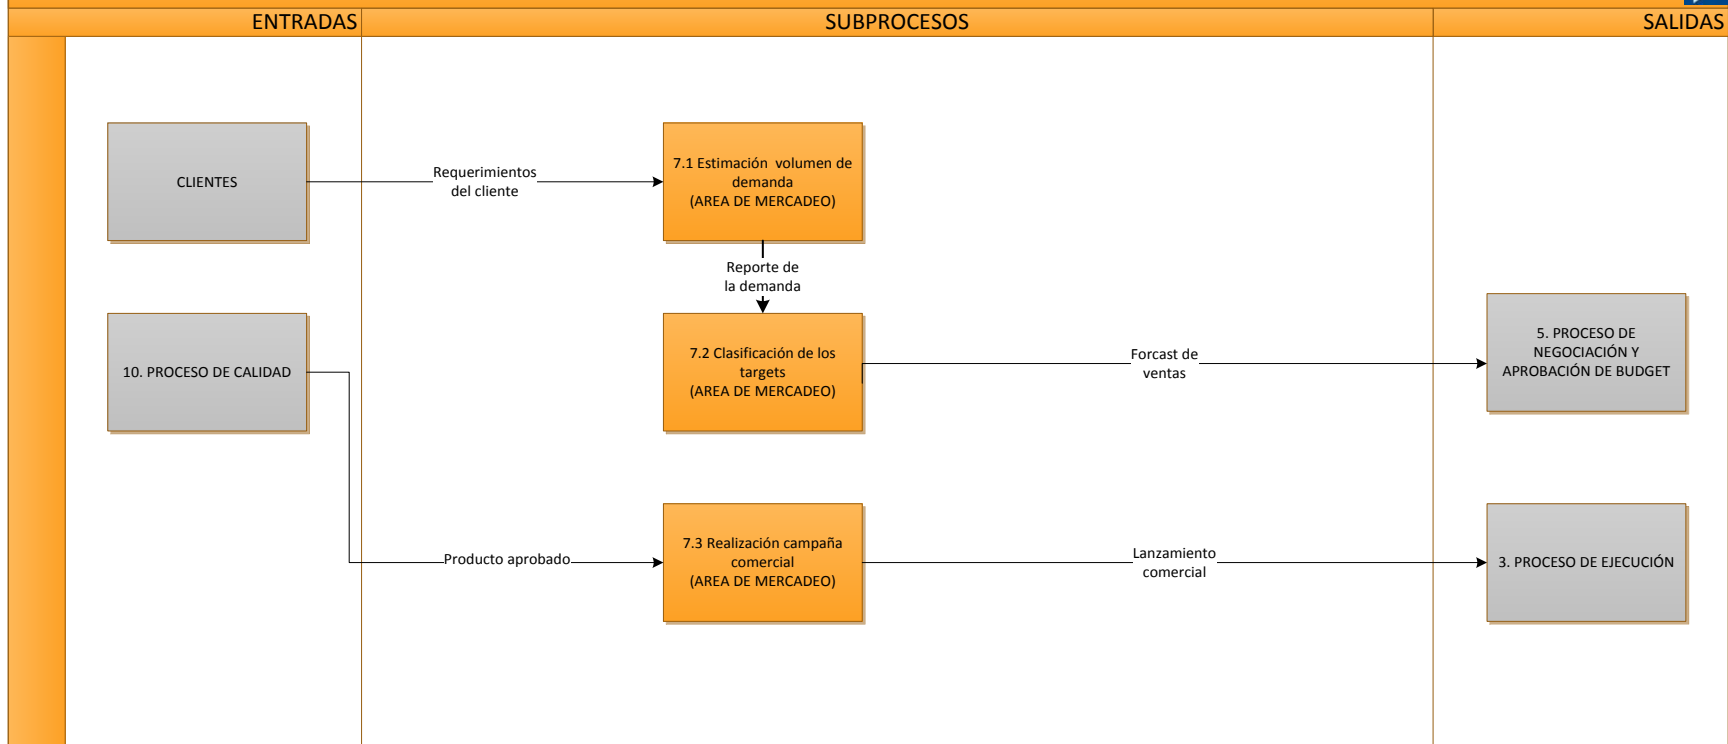 ENTRADAS
SUBPROCESOS
SALIDAS
CLIENTES
Requerimientos
del cliente
7.1 Estimación  volumen de
demanda
(AREA DE MERCADEO)
Reporte de
la demanda
10. PROCESO DE CALIDAD
7.2 Clasificación de los
targets
(AREA DE MERCADEO)
Forcast de
ventas
5. PROCESO DE
NEGOCIACIÓN Y
APROBACIÓN DE BUDGET
Producto aprobado
7.3 Realización campaña
comercial
(AREA DE MERCADEO)
Lanzamiento
comercial
3. PROCESO DE EJECUCIÓN